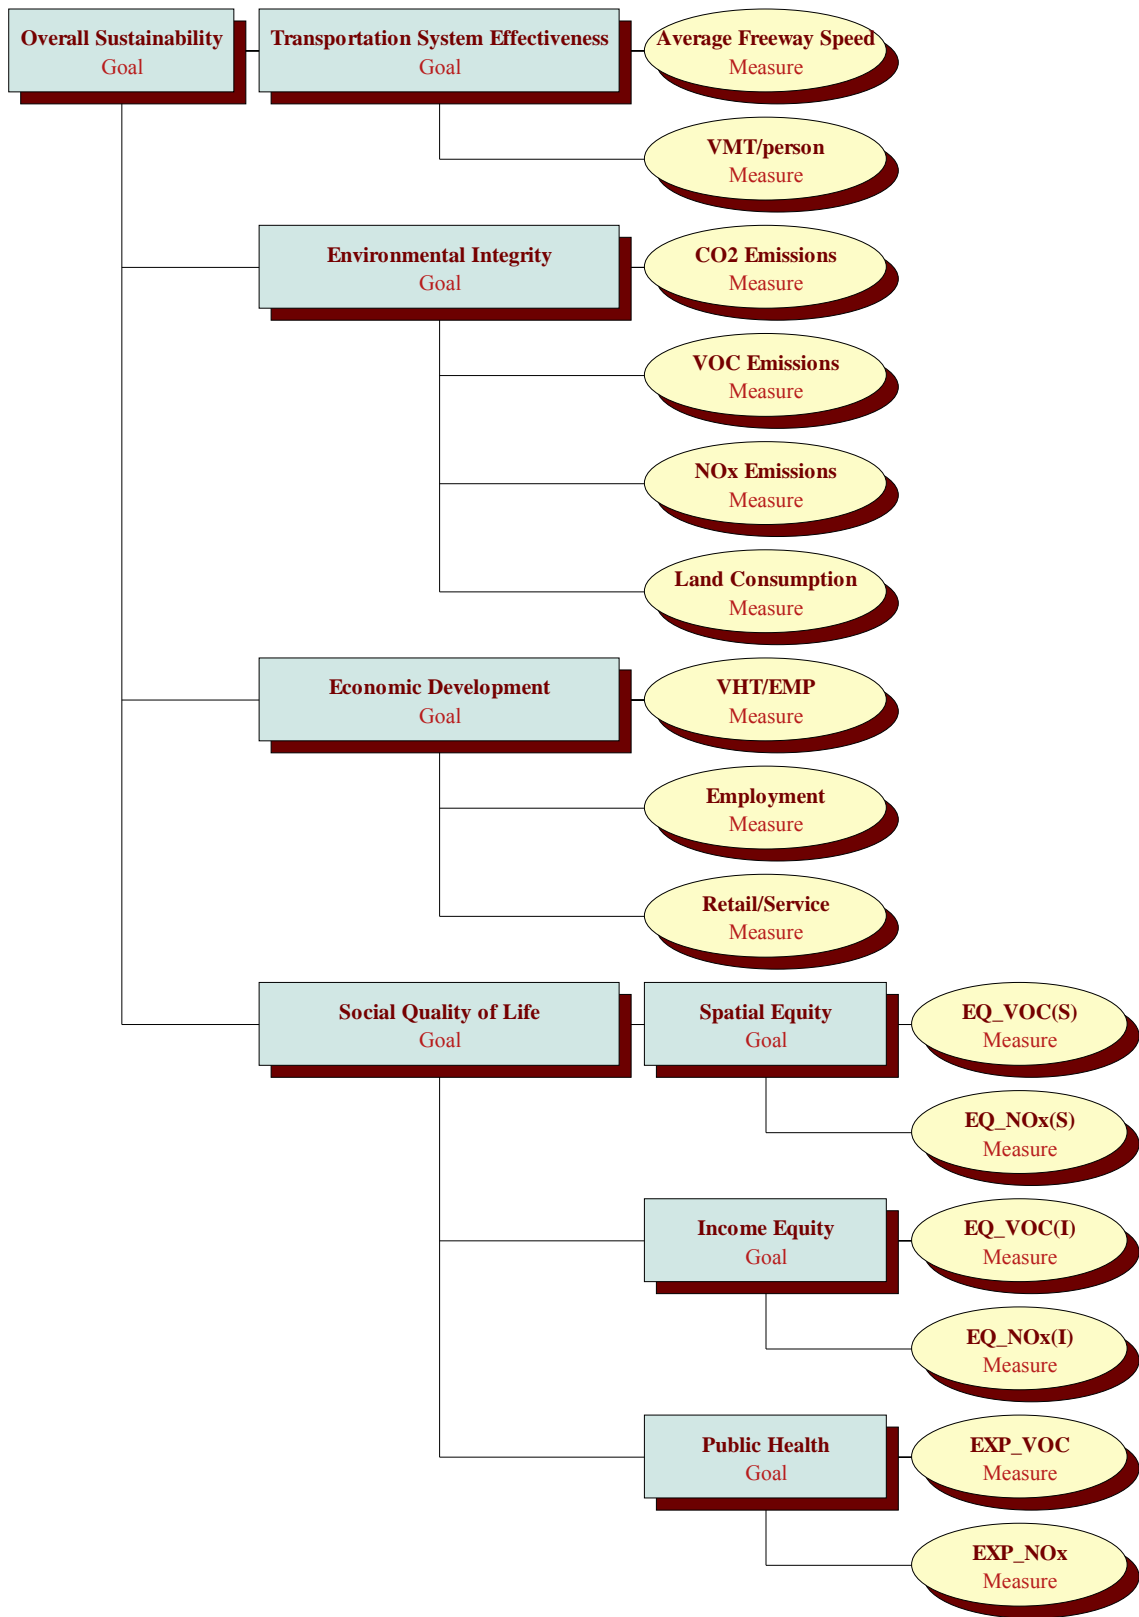 Overall Sustainability
Goal
Transportation System Effectiveness
Goal
Average Freeway Speed
Measure
VMT/person
Measure
Environmental Integrity
Goal
CO2 Emissions
Measure
VOC Emissions
Measure
NOx Emissions
Measure
Land Consumption
Measure
Economic Development
Goal
VHT/EMP
Measure
Employment
Measure
Retail/Service
Measure
Social Quality of Life
Goal
Spatial Equity
Goal
EQ_VOC(S)
Measure
EQ_NOx(S)
Measure
Income Equity
Goal
EQ_VOC(I)
Measure
EQ_NOx(I)
Measure
Public Health
Goal
EXP_VOC
Measure
EXP_NOx
Measure